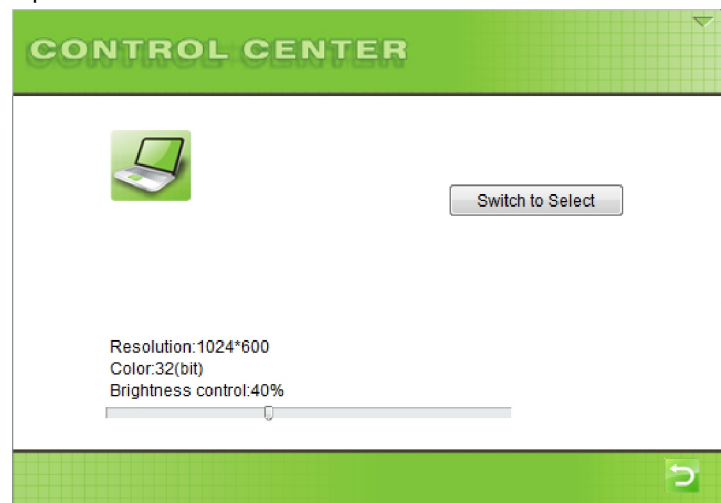 CONTROL CENTER
Switch to Select
Resolution:1024*600
Color:32(bit)
Brightness control:40%